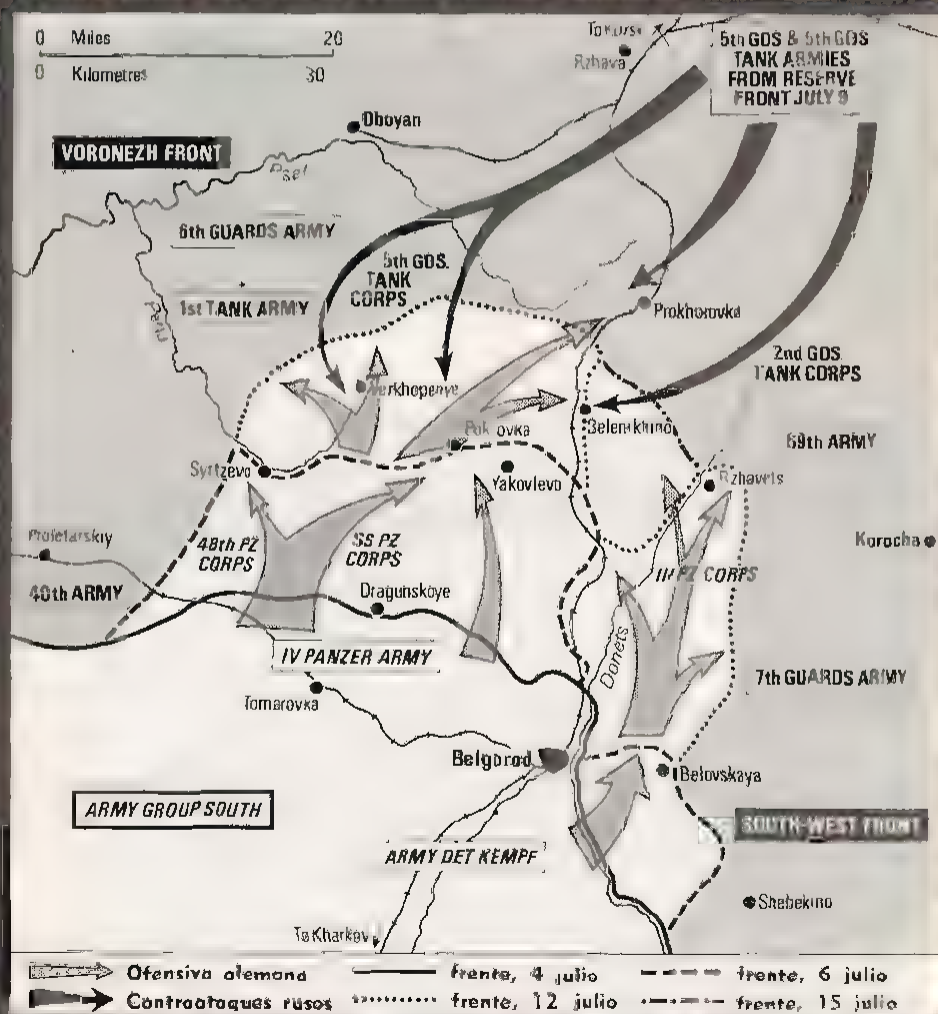 0 Miles 20
0 Kilometres 30
Rzhava
5th GDS & 5th GDS
TANK ARMIES
FROM RESERVE
FRONT JULY 9
Oboyan
VORONEZH FRONT
Psel
6th GUARDS ARMY
5th GDS.
TANK
CORPS
1st TANK ARMY
Penu
Prokhorovka
2nd GDS.
TANK CORPS
Verkhopenye
Selenikhino
69th ARMY
Syrtzevo
Yakovlevo
Rzhavets
Proletarskiy
48th PZ
CORPS
SS PZ
CORPS
Korocha
III PZ CORPS
40th ARMY
Dragunskoye
Donets
IV PANZER ARMY
7th GUARDS ARMY
Tomarovka
Belgorod
Belovskaya
ARMY GROUP SOUTH
SOUTH-WEST FRONT
ARMY DET KEMPF
Shebekino
To Kharkov
Ofensiva alemana
frente, 4 julio
frente, 6 julio
Contraataques rusos
frente, 12 julio
frente, 15 julio